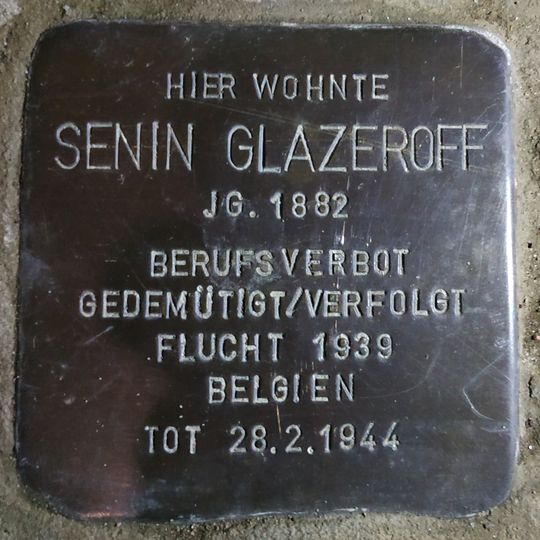 HIER WOHNTE
SENIN GLAZEROFF
JG. 1882
BERUFSVERBOT
GEDEMÜTIGT/VERFOLGT
FLUCHT 1939
BELGIEN
TOT 28.2.1944